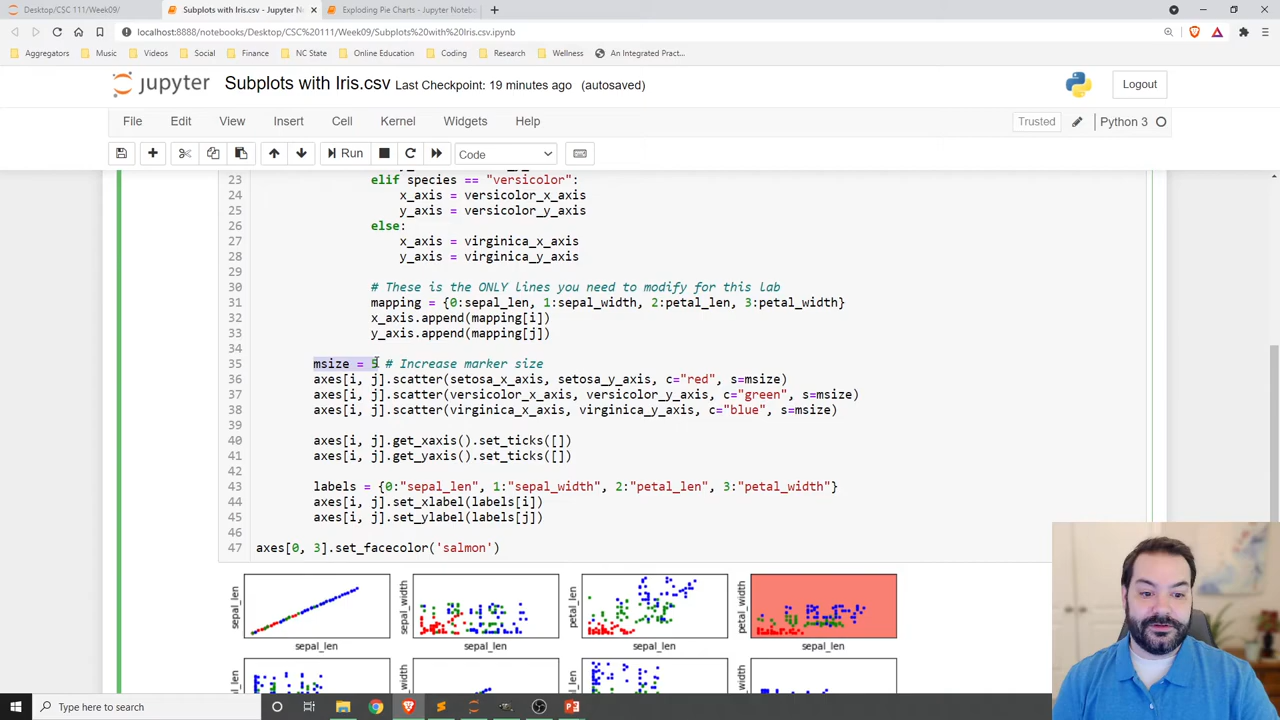 Desktop/CSC 111/Week09/
Subplots with Iris.csv - Jupyter N
Exploding Pie Charts - Jupyter Noteb
localhost:8888/notebooks/Desktop/CSC%20111/Week09/Subplots%20with%20Iris.csv.ipynb
Aggregators Music Videos Social Finance NC State Online Education Coding Research Wellness An Integrated Pract...
jupyter Subplots with Iris.csv Last Checkpoint: 19 minutes ago (autosaved) Logout
File Edit View Insert Cell Kernel Widgets Help Trusted Python 3
Run Code
23 elif species == "versicolor":
24 x_axis = versicolor_x_axis
25 y_axis = versicolor_y_axis
26 else:
27 x_axis = virginica_x_axis
28 y_axis = virginica_y_axis
29
30 # These is the ONLY lines you need to modify for this lab
31 mapping = {0:sepal_len, 1:sepal_width, 2:petal_len, 3:petal_width}
32 x_axis.append(mapping[i])
33 y_axis.append(mapping[j])
34
35 msize = 5 # Increase marker size
36 axes[i, j].scatter(setosa_x_axis, setosa_y_axis, c="red", s=msize)
37 axes[i, j].scatter(versicolor_x_axis, versicolor_y_axis, c="green", s=msize)
38 axes[i, j].scatter(virginica_x_axis, virginica_y_axis, c="blue", s=msize)
39
40 axes[i, j].get_xaxis().set_ticks([])
41 axes[i, j].get_yaxis().set_ticks([])
42
43 labels = {0:"sepal_len", 1:"sepal_width", 2:"petal_len", 3:"petal_width"}
44 axes[i, j].set_xlabel(labels[i])
45 axes[i, j].set_ylabel(labels[j])
46
47 axes[0, 3].set_facecolor('salmon')
sepal_len sepal_width petal_len petal_width
sepal_len sepal_len sepal_len sepal_len
Type here to search